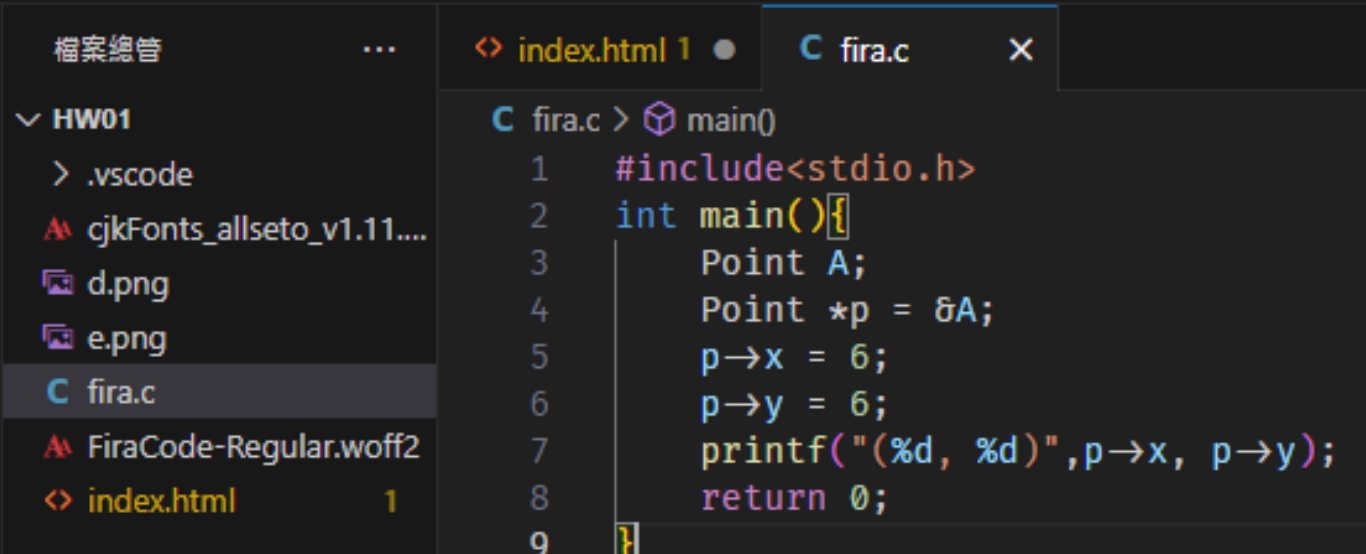 檔案總管 ···
HW01
.vscode
cjkFonts_allseto_v1.11....
d.png
e.png
C fira.c
FiraCode-Regular.woff2
<> index.html 1
<> index.html 1 ●
C fira.c ×
C fira.c > main()
1 #include<stdio.h>
2 int main(){
3 Point A;
4 Point *p = &A;
5 p->x = 6;
6 p->y = 6;
7 printf("(%d, %d)",p->x, p->y);
8 return 0;
9 }